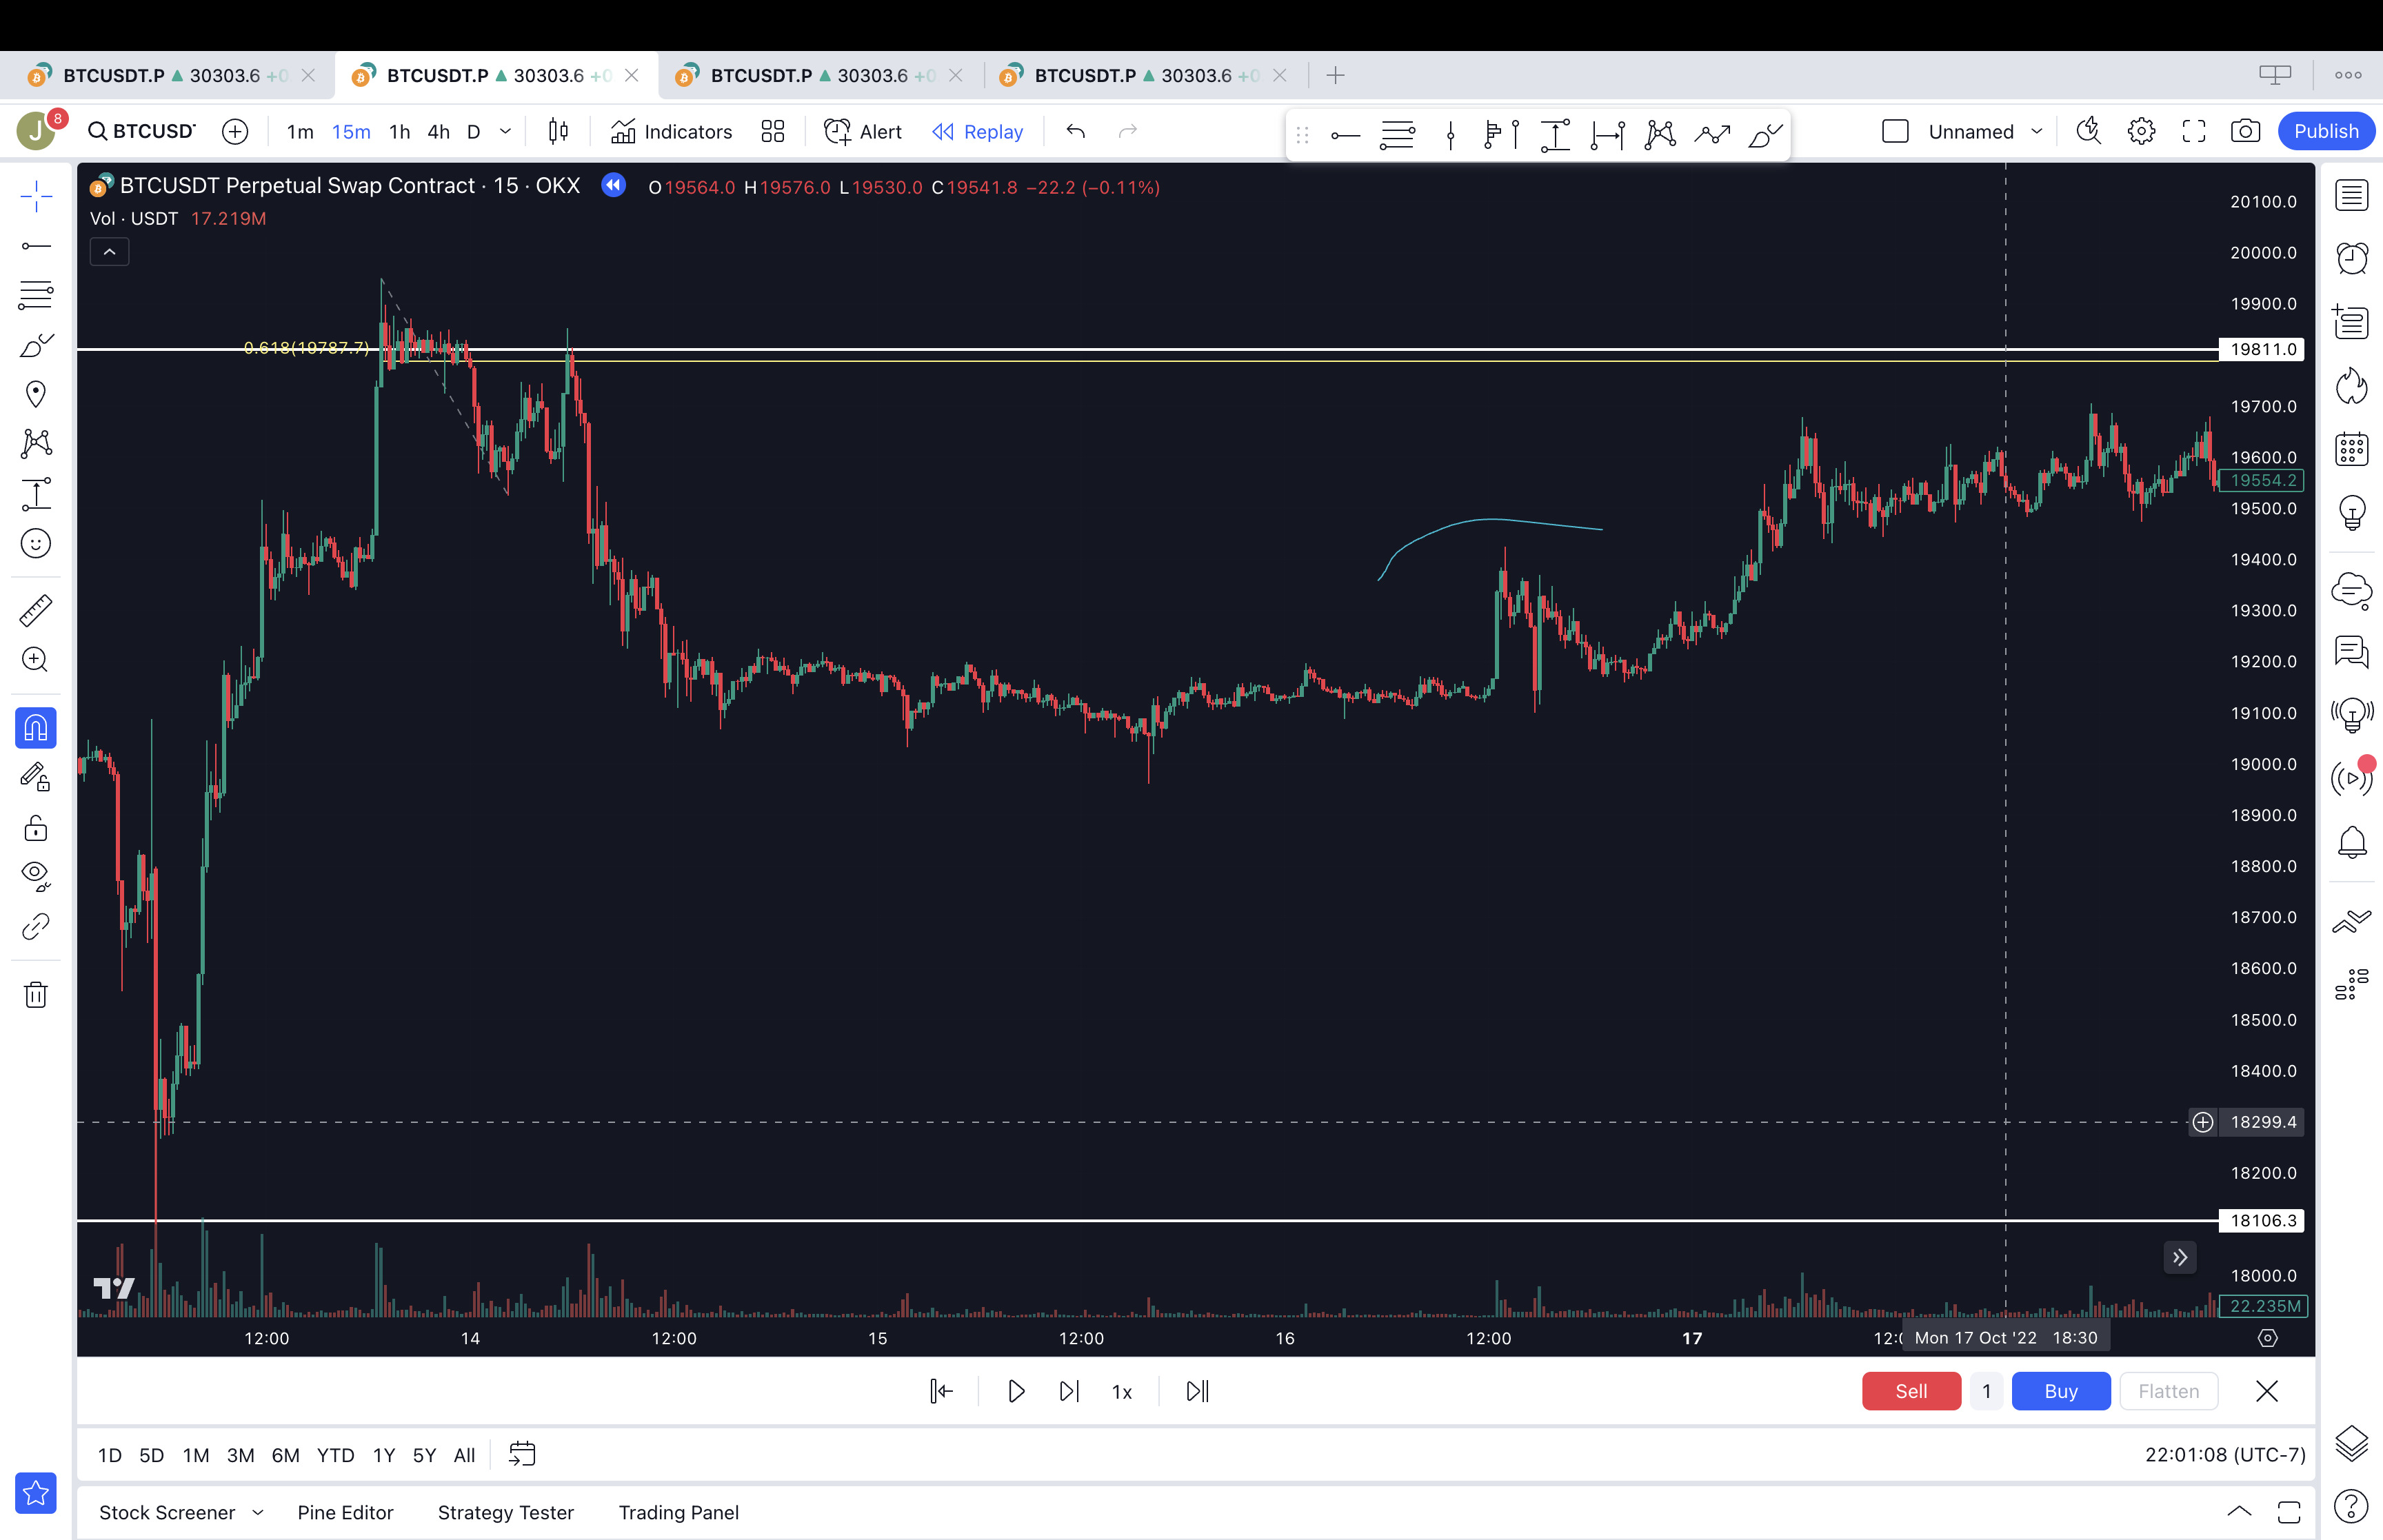 BTCUSDT.P 30303.6 +0 BTCUSDT.P 30303.6 +0 BTCUSDT.P 30303.6 +0 BTCUSDT.P 30303.6 +0
J 8 BTCUSD 1m 15m 1h 4h D Indicators Alert Replay Unnamed Publish
BTCUSDT Perpetual Swap Contract · 15 · OKX O19564.0 H19576.0 L19530.0 C19541.8 −22.2 (−0.11%)
Vol · USDT 17.219M
20100.0
20000.0
19900.0
0.618(19787.7)
19811.0
19700.0
19600.0
19554.2
19500.0
19400.0
19300.0
19200.0
19100.0
19000.0
18900.0
18800.0
18700.0
18600.0
18500.0
18400.0
18299.4
18200.0
18106.3
18000.0
22.235M
12:00 14 12:00 15 12:00 16 12:00 17 Mon 17 Oct '22 18:30
1x Sell 1 Buy Flatten
1D 5D 1M 3M 6M YTD 1Y 5Y All 22:01:08 (UTC-7)
Stock Screener Pine Editor Strategy Tester Trading Panel